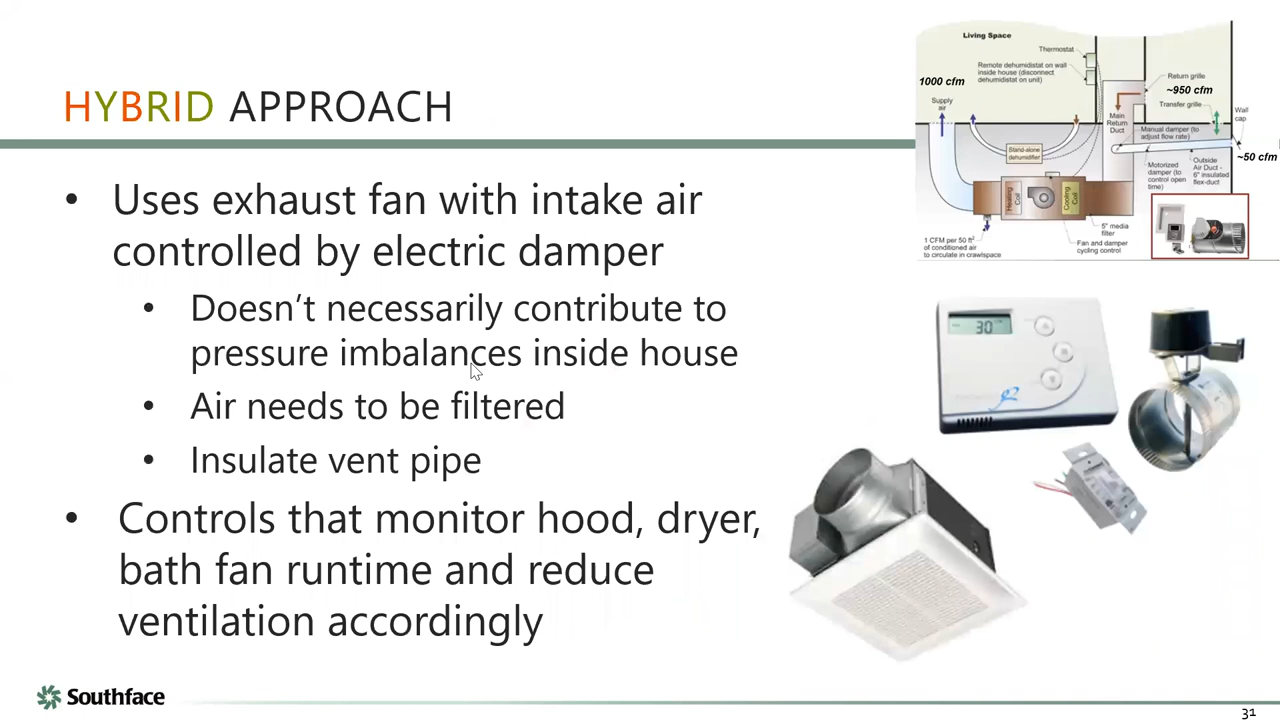 HYBRID APPROACH
• Uses exhaust fan with intake air
controlled by electric damper
• Doesn’t necessarily contribute to
pressure imbalances inside house
• Air needs to be filtered
• Insulate vent pipe
• Controls that monitor hood, dryer,
bath fan runtime and reduce
ventilation accordingly
Living Space
Thermostat
Remote dehumidistat on wall
inside house (disconnect
dehumidistat on unit)
1000 cfm
Supply
air
Return grille
~950 cfm
Transfer grille
Wall
cap
Main
Return
Duct
Manual damper (to
adjust flow rate)
~50 cfm
Stand-alone
dehumidifier
Motorized
damper (to
control open
time)
Outside
Air Duct -
6" insulated
flex-duct
Heating
Coil
Cooling
Coil
5" media
filter
Fan and damper
cycling control
1 CFM per 50 ft²
of conditioned air
to circulate in crawlspace
30
Southface
31